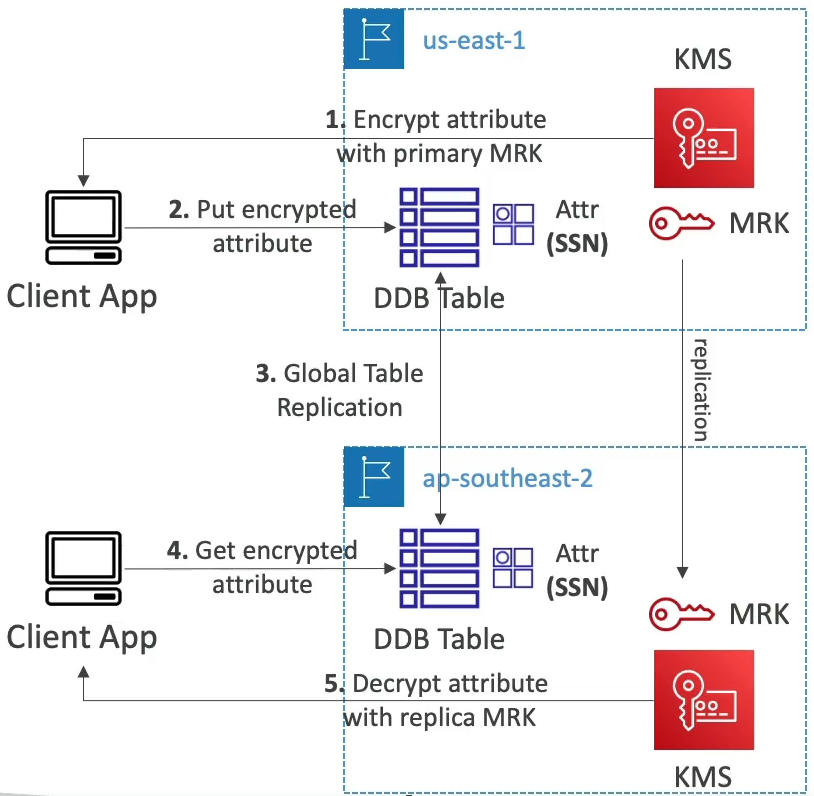 us-east-1
KMS
1. Encrypt attribute
with primary MRK
2. Put encrypted
attribute
Attr
(SSN)
MRK
Client App
DDB Table
3. Global Table
Replication
replication
ap-southeast-2
4. Get encrypted
attribute
Attr
(SSN)
MRK
Client App
DDB Table
5. Decrypt attribute
with replica MRK
KMS